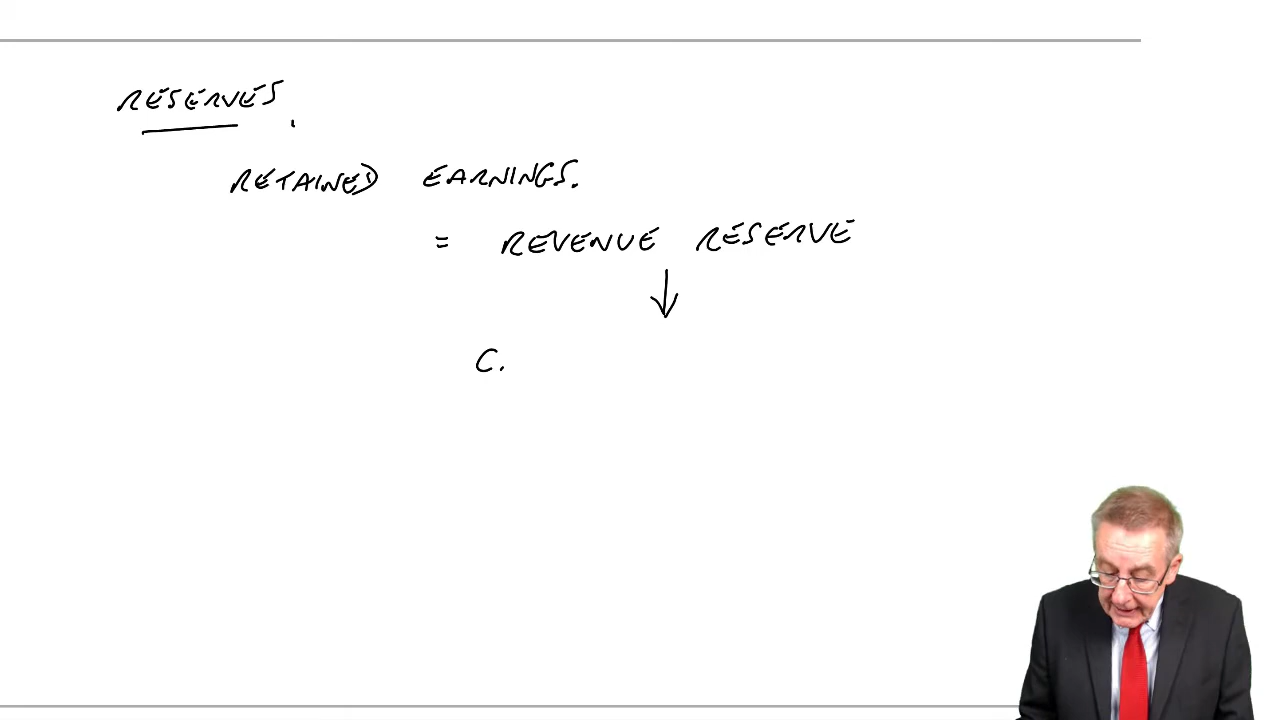 RESERVES.
RETAINED EARNINGS.
= REVENUE RESERVE
↓
C.